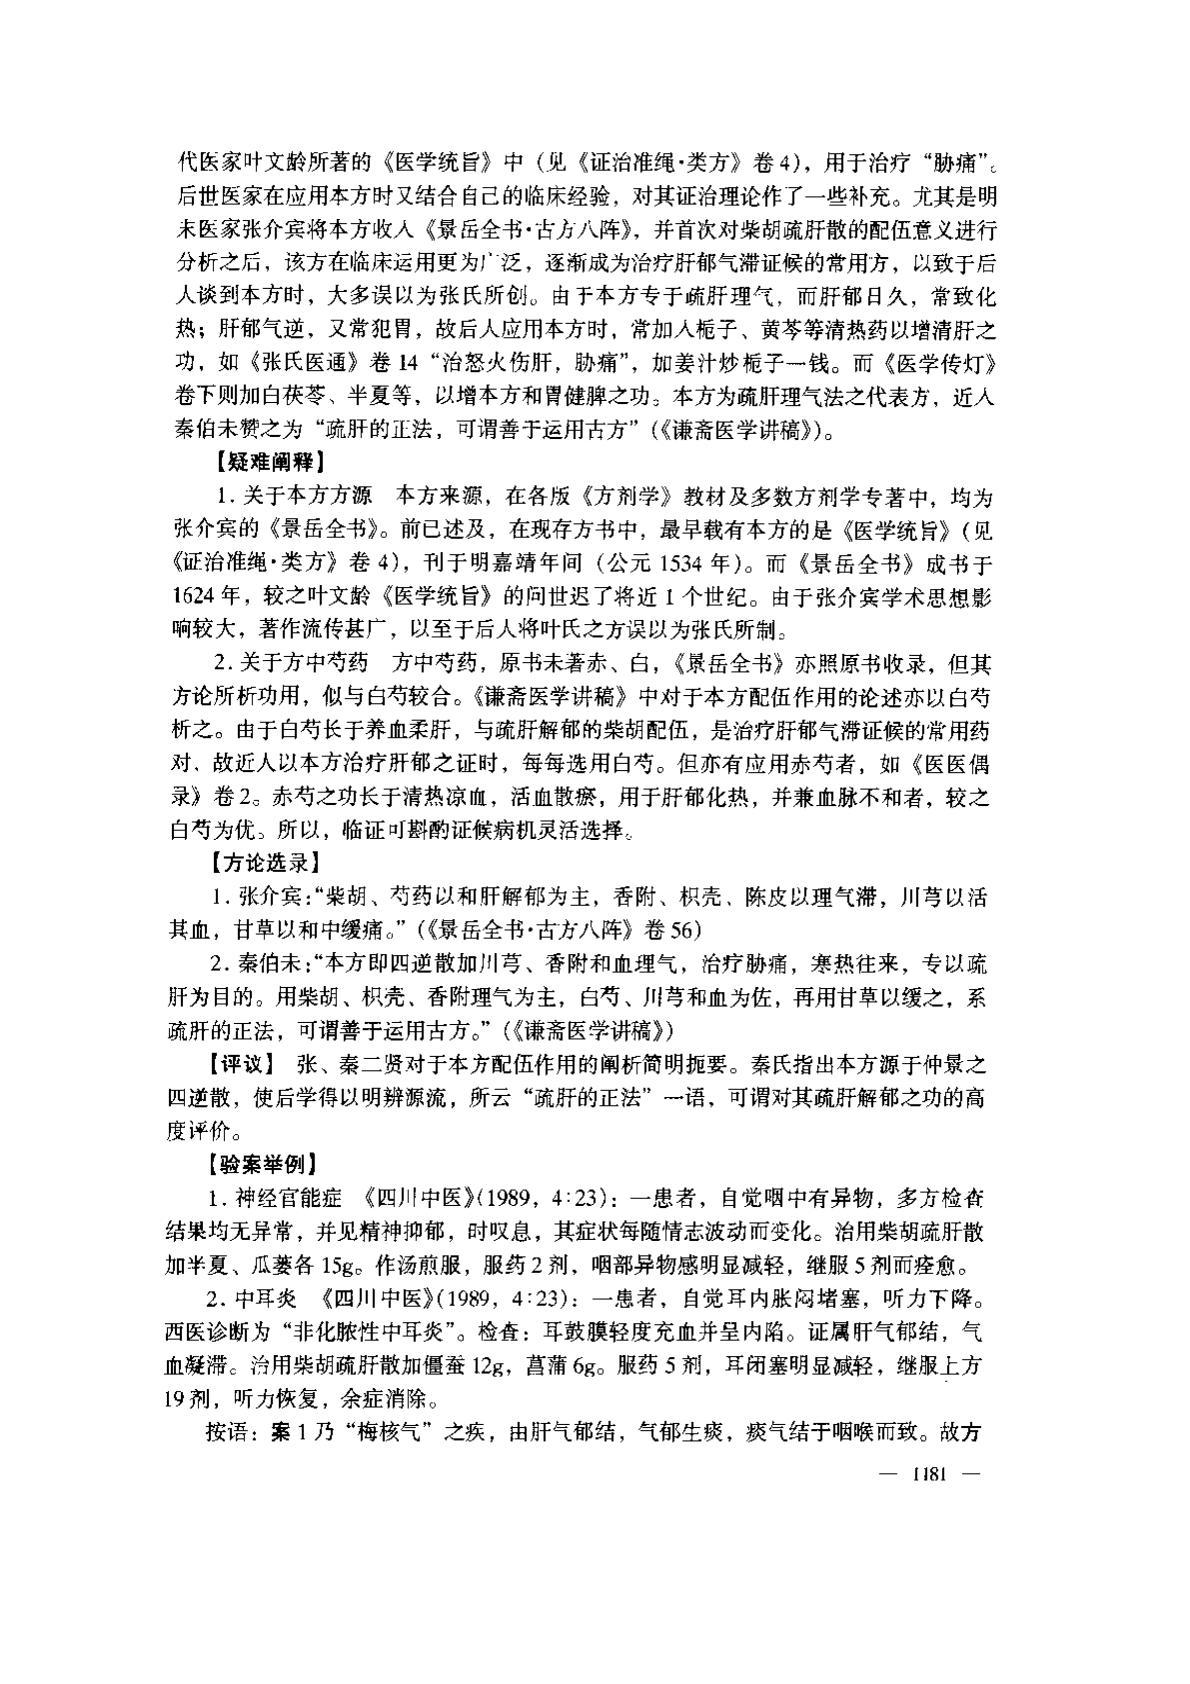 代医家叶文龄所著的《医学统旨》中（见《证治准绳·类方》卷4），用于治疗“胁痛”。
后世医家在应用本方时又结合自己的临床经验，对其证治理论作了一些补充。尤其是明
末医家张介宾将本方收入《景岳全书·古方八阵》，并首次对柴胡疏肝散的配伍意义进行
分析之后，该方在临床运用更为广泛，逐渐成为治疗肝郁气滞证候的常用方，以致于后
人谈到本方时，大多误以为张氏所创。由于本方专于疏肝理气，而肝郁日久，常致化
热；肝郁气逆，又常犯胃，故后人应用本方时，常加入栀子、黄芩等清热药以增清肝之
功，如《张氏医通》卷14“治怒火伤肝，胁痛”，加姜汁炒栀子一钱。而《医学传灯》
卷下则加白茯苓、半夏等，以增本方和胃健脾之功。本方为疏肝理气法之代表方，近人
秦伯未赞之为“疏肝的正法，可谓善于运用古方”（《谦斋医学讲稿》）。
【疑难阐释】
1. 关于本方方源　本方来源，在各版《方剂学》教材及多数方剂学专著中，均为
张介宾的《景岳全书》。前已述及，在现存方书中，最早载有本方的是《医学统旨》（见
《证治准绳·类方》卷4），刊于明嘉靖年间（公元1534年）。而《景岳全书》成书于
1624年，较之叶文龄《医学统旨》的问世迟了将近1个世纪。由于张介宾学术思想影
响较大，著作流传甚广，以至于后人将叶氏之方误以为张氏所制。
2. 关于方中芍药　方中芍药，原书未著赤、白，《景岳全书》亦照原书收录，但其
方论所析功用，似与白芍较合。《谦斋医学讲稿》中对于本方配伍作用的论述亦以白芍
析之。由于白芍长于养血柔肝，与疏肝解郁的柴胡配伍，是治疗肝郁气滞证候的常用药
对，故近人以本方治疗肝郁之证时，每每选用白芍。但亦有应用赤芍者，如《医医偶
录》卷2。赤芍之功长于清热凉血，活血散瘀，用于肝郁化热，并兼血脉不和者，较之
白芍为优。所以，临证可斟酌证候病机灵活选择。
【方论选录】
1. 张介宾：“柴胡、芍药以和肝解郁为主，香附、枳壳、陈皮以理气滞，川芎以活
其血，甘草以和中缓痛。”（《景岳全书·古方八阵》卷56）
2. 秦伯未：“本方即四逆散加川芎、香附和血理气，治疗胁痛，寒热往来，专以疏
肝为目的。用柴胡、枳壳、香附理气为主，白芍、川芎和血为佐，再用甘草以缓之，系
疏肝的正法，可谓善于运用古方。”（《谦斋医学讲稿》）
【评议】　张、秦二贤对于本方配伍作用的阐析简明扼要。秦氏指出本方源于仲景之
四逆散，使后学得以明辨源流，所云“疏肝的正法”一语，可谓对其疏肝解郁之功的高
度评价。
【验案举例】
1. 神经官能症　《四川中医》（1989，4:23）：一患者，自觉咽中有异物，多方检查
结果均无异常，并见精神抑郁，时叹息，其症状每随情志波动而变化。治用柴胡疏肝散
加半夏、瓜蒌各15g。作汤煎服，服药2剂，咽部异物感明显减轻，继服5剂而痊愈。
2. 中耳炎　《四川中医》（1989，4:23）：一患者，自觉耳内胀闷堵塞，听力下降。
西医诊断为“非化脓性中耳炎”。检查：耳鼓膜轻度充血并呈内陷。证属肝气郁结，气
血凝滞。治用柴胡疏肝散加僵蚕12g，菖蒲6g。服药5剂，耳闭塞明显减轻，继服上方
19剂，听力恢复，余症消除。
按语：案1乃“梅核气”之疾，由肝气郁结，气郁生痰，痰气结于咽喉而致。故方
— 1181 —